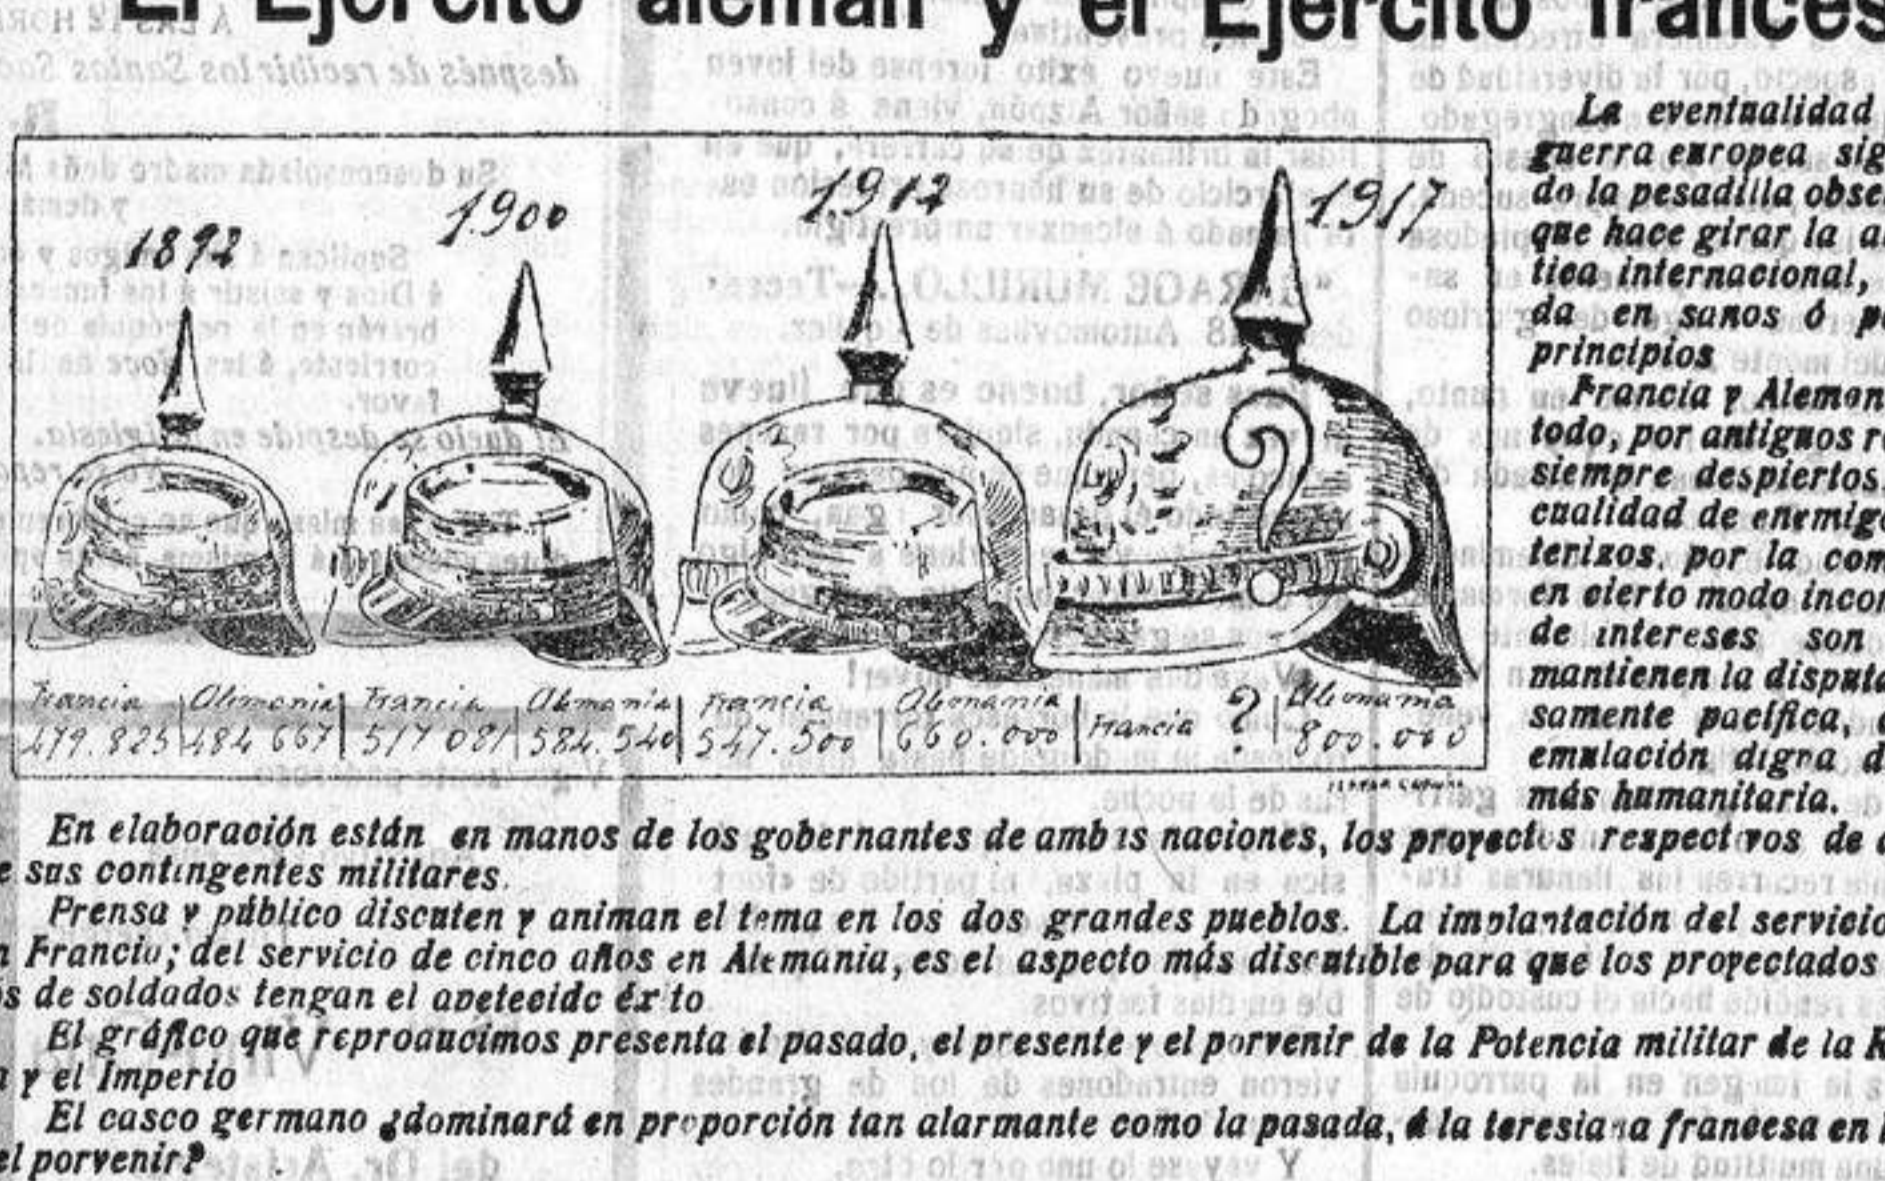 El Ejército alemán y el Ejército francés
1892
1900
1912
1917
Francia
Alemania
Francia
Alemania
Francia
Alemania
Francia ?
Alemania
479.825
484 667
517 081
584.540
547.500
660.000
800.000
La eventualidad
guerra europea sig
do la pesadilla obse
que hace girar la al
tica internacional,
da en sanos ó p
principios
Francia y Aleman
todo, por antiguos r
siempre despiertos.
cualidad de enemig
terizos, por la com
en cierto modo incom
de intereses son
mantienen la disputa
samente pacífica,
emulación digna d
más humanitaria.
En elaboración están en manos de los gobernantes de ambas naciones, los proyectos respectivos de a
e sus contingentes militares.
Prensa y público discuten y animan el tema en los dos grandes pueblos. La implantación del servicio
n Francia; del servicio de cinco años en Alemania, es el aspecto más discutible para que los proyectados
s de soldados tengan el apetecido éxito
El gráfico que reproducimos presenta el pasado, el presente y el porvenir de la Potencia militar de la R
a y el Imperio
El casco germano ¿dominará en proporción tan alarmante como la pasada, á la teresiana francesa en
el porvenir?